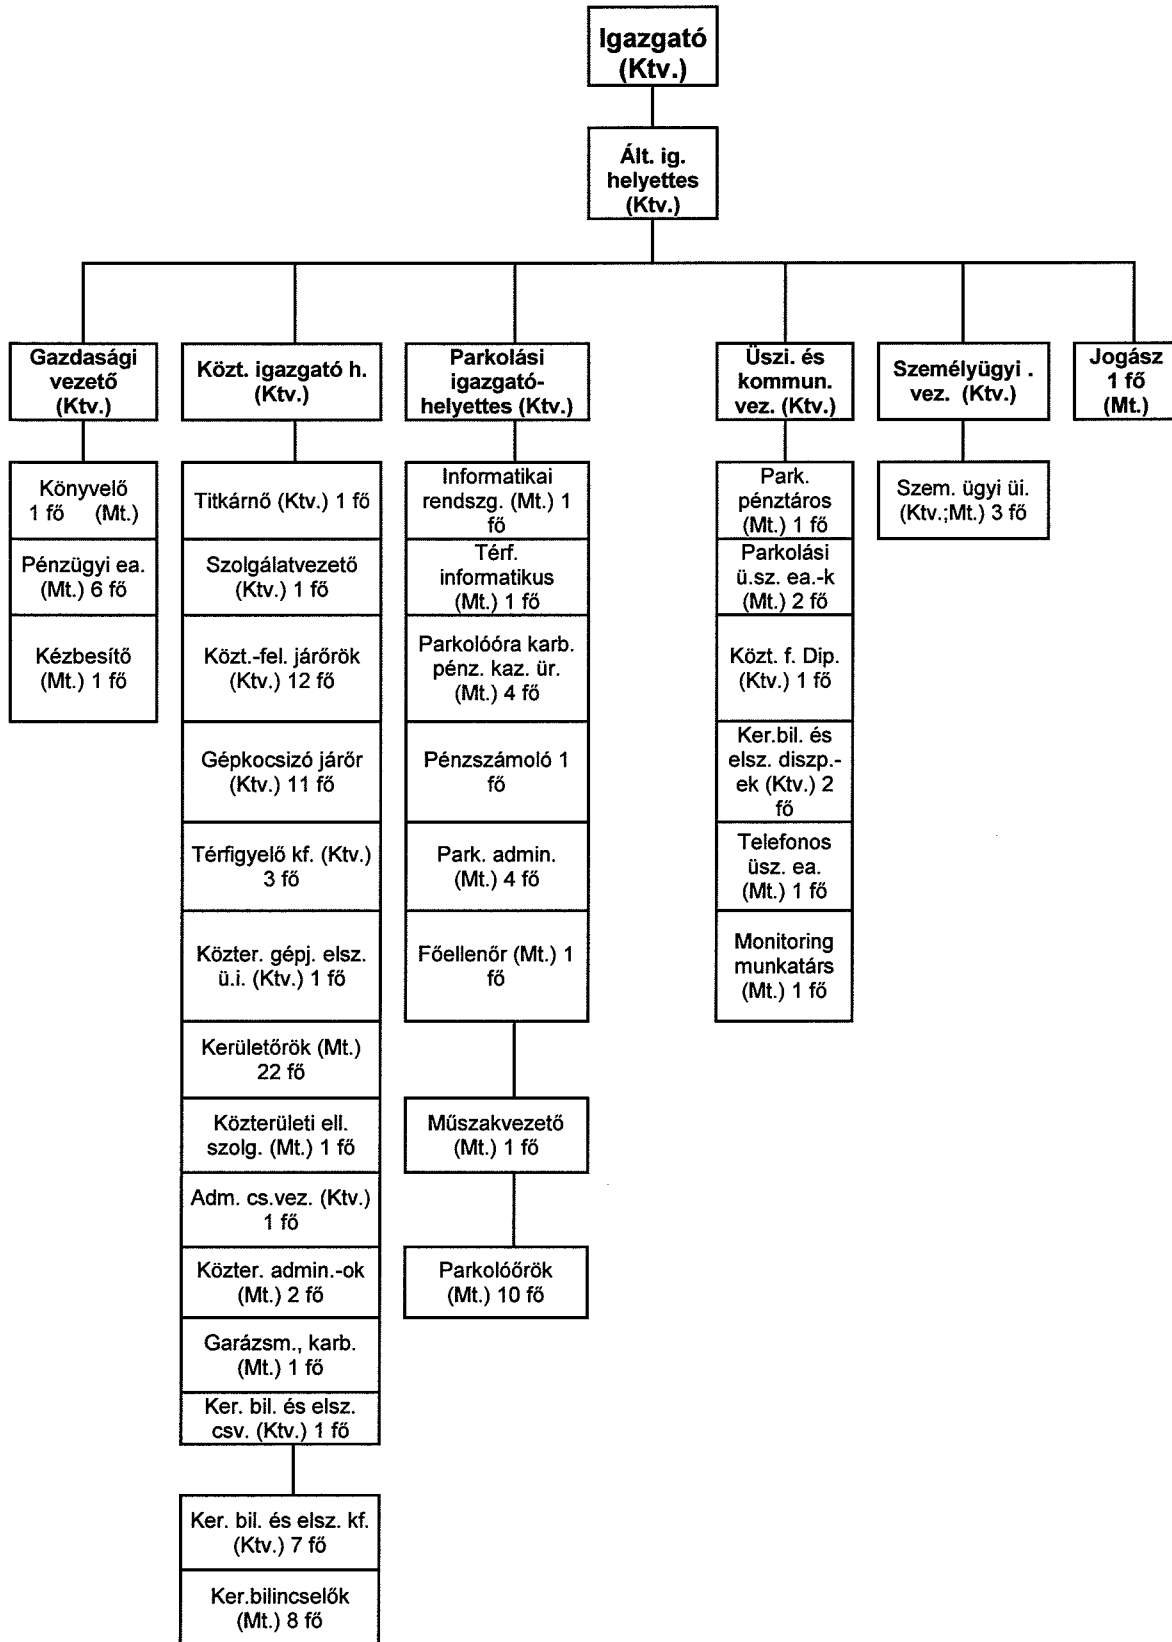 Igazgató
(Ktv.)
Ált. ig.
helyettes
(Ktv.)
Gazdasági
vezető
(Ktv.)
Közt. igazgató h.
(Ktv.)
Parkolási
igazgató-
helyettes (Ktv.)
Üszi. és
kommun.
vez. (Ktv.)
Személyügyi .
vez. (Ktv.)
Jogász
1 fő
(Mt.)
Könyvelő
1 fő (Mt.)
Pénzügyi ea.
(Mt.) 6 fő
Kézbesítő
(Mt.) 1 fő
Titkárnő (Ktv.) 1 fő
Szolgálatvezető
(Ktv.) 1 fő
Közt.-fel. járőrök
(Ktv.) 12 fő
Gépkocsizó járőr
(Ktv.) 11 fő
Térfigyelő kf. (Ktv.)
3 fő
Közter. gépj. elsz.
ü.i. (Ktv.) 1 fő
Kerületőrök (Mt.)
22 fő
Közterületi ell.
szolg. (Mt.) 1 fő
Adm. cs.vez. (Ktv.)
1 fő
Közter. admin.-ok
(Mt.) 2 fő
Garázsm., karb.
(Mt.) 1 fő
Ker. bil. és elsz.
csv. (Ktv.) 1 fő
Ker. bil. és elsz. kf.
(Ktv.) 7 fő
Ker.bilincselők
(Mt.) 8 fő
Informatikai
rendszg. (Mt.) 1
fő
Térf.
informatikus
(Mt.) 1 fő
Parkolóóra karb.
pénz. kaz. ür.
(Mt.) 4 fő
Pénzszámoló 1
fő
Park. admin.
(Mt.) 4 fő
Főellenőr (Mt.) 1
fő
Műszakvezető
(Mt.) 1 fő
Parkolóőrök
(Mt.) 10 fő
Park.
pénztáros
(Mt.) 1 fő
Parkolási
ü.sz. ea.-k
(Mt.) 2 fő
Közt. f. Dip.
(Ktv.) 1 fő
Ker.bil. és
elsz. diszp.-
ek (Ktv.) 2
fő
Telefonos
üsz. ea.
(Mt.) 1 fő
Monitoring
munkatárs
(Mt.) 1 fő
Szem. ügyi üi.
(Ktv.;Mt.) 3 fő